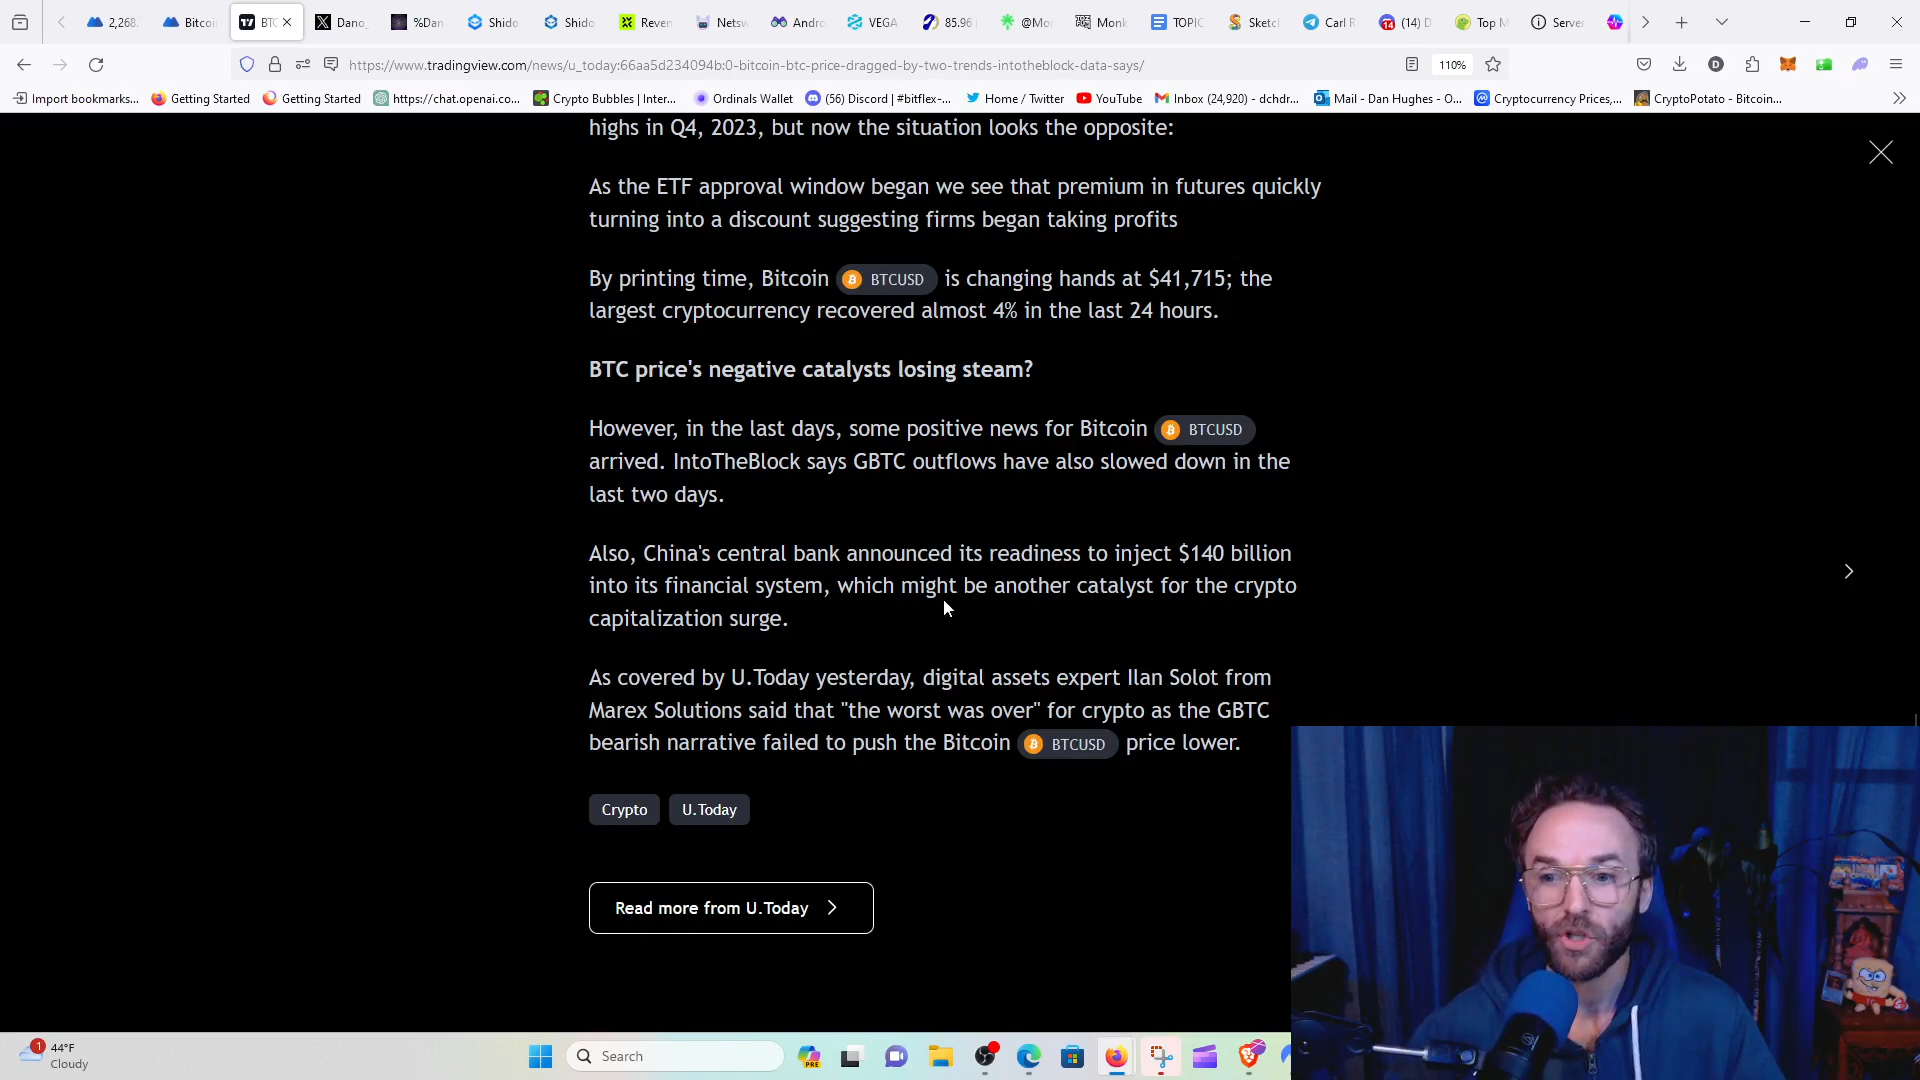 2,268.
Bitcoi
BTC
Dano_
%Dan
Shido
Shido
Reven
Netsw
Andro
VEGA
85.96
@Mo
Monk
TOPIC
Sketc
Carl R
(14) D
Top M
Server
https://www.tradingview.com/news/u_today:66aa5d234094b:0-bitcoin-btc-price-dragged-by-two-trends-intotheblock-data-says/
110%
Import bookmarks...
Getting Started
Getting Started
https://chat.openai.co...
Crypto Bubbles | Inter...
Ordinals Wallet
(56) Discord | #bitflex-...
Home / Twitter
YouTube
Inbox (24,920) - dchdr...
Mail - Dan Hughes - O...
Cryptocurrency Prices,...
CryptoPotato - Bitcoin...
highs in Q4, 2023, but now the situation looks the opposite:
As the ETF approval window began we see that premium in futures quickly
turning into a discount suggesting firms began taking profits
By printing time, Bitcoin BTCUSD is changing hands at $41,715; the
largest cryptocurrency recovered almost 4% in the last 24 hours.
BTC price's negative catalysts losing steam?
However, in the last days, some positive news for Bitcoin BTCUSD
arrived. IntoTheBlock says GBTC outflows have also slowed down in the
last two days.
Also, China's central bank announced its readiness to inject $140 billion
into its financial system, which might be another catalyst for the crypto
capitalization surge.
As covered by U.Today yesterday, digital assets expert Ilan Solot from
Marex Solutions said that "the worst was over" for crypto as the GBTC
bearish narrative failed to push the Bitcoin BTCUSD price lower.
Crypto
U.Today
Read more from U.Today
1
44°F
Cloudy
Search
PRE